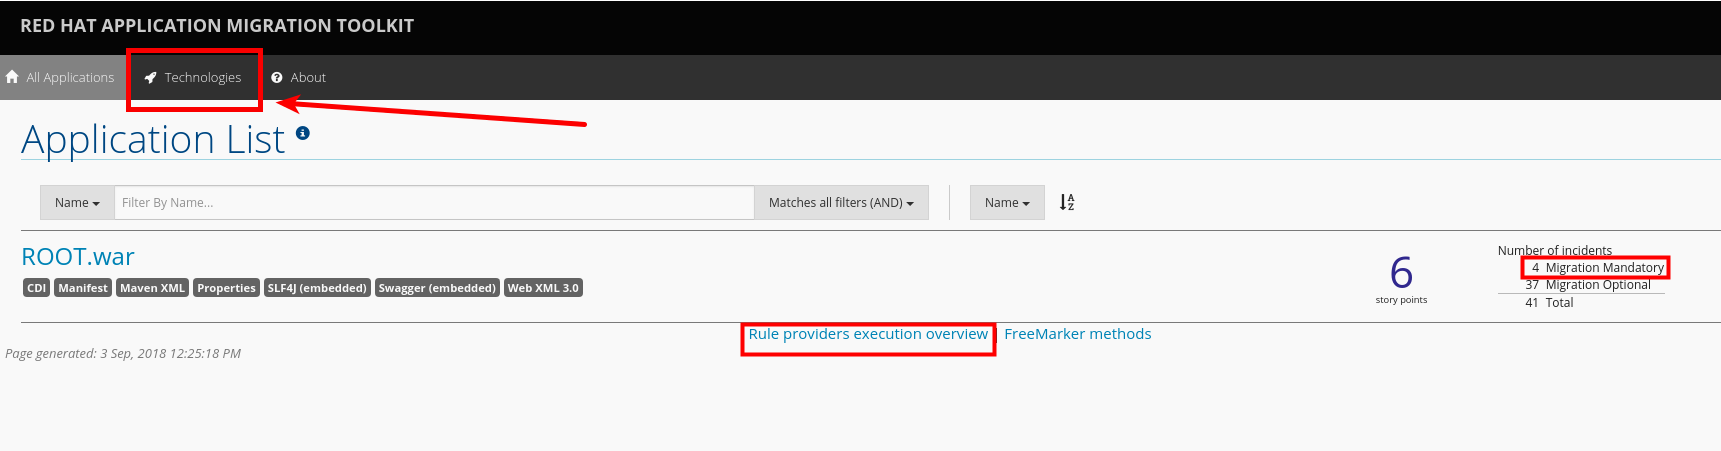 RED HAT APPLICATION MIGRATION TOOLKIT
All Applications Technologies About
Application List
Name Filter By Name... Matches all filters (AND) Name
ROOT.war
CDI Manifest Maven XML Properties SLF4J (embedded) Swagger (embedded) Web XML 3.0
6
story points
Number of incidents
4 Migration Mandatory
37 Migration Optional
41 Total
Rule providers execution overview | FreeMarker methods
Page generated: 3 Sep, 2018 12:25:18 PM